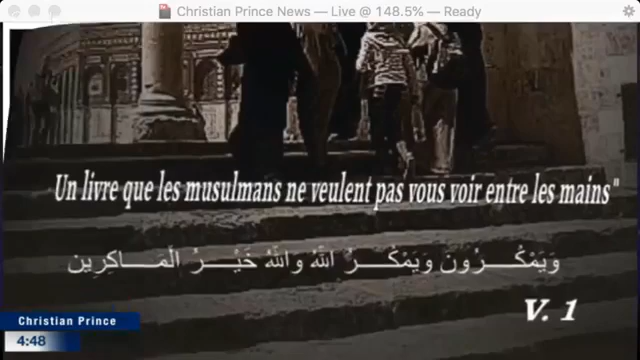 Christian Prince News — Live @ 148.5% — Ready
Un livre que les musulmans ne veulent pas vous voir entre les mains"
وَيَمْكُرُون وَيَمْكُرُ اللهُ واللهُ خَيْرُ الْمَاكِرِين
V. 1
Christian Prince
4:48